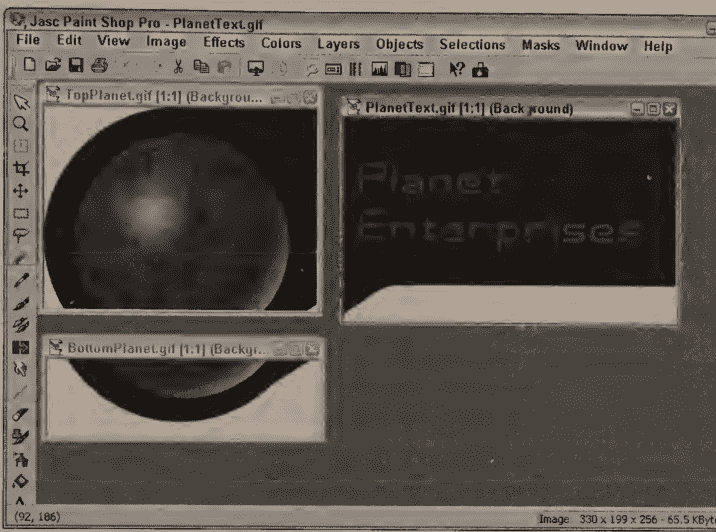 Jasc Paint Shop Pro - PlanetText.gif
File Edit View Image Effects Colors Layers Objects Selections Masks Window Help
TopPlanet.gif [1:1] (Backgrou...
PlanetText.gif [1:1] (Background)
Planet
Enterprises
BottomPlanet.gif [1:1] (Backgr...
(92, 186)
Image: 330 x 199 x 256 - 65.5 KByte